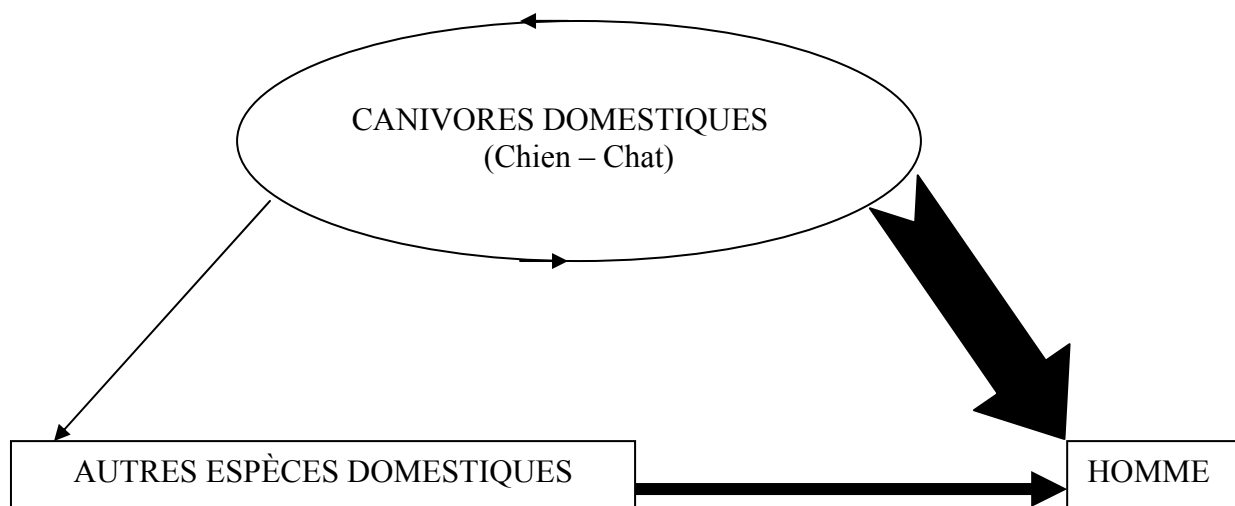 CANIVORES DOMESTIQUES
(Chien – Chat)
AUTRES ESPÈCES DOMESTIQUES
HOMME